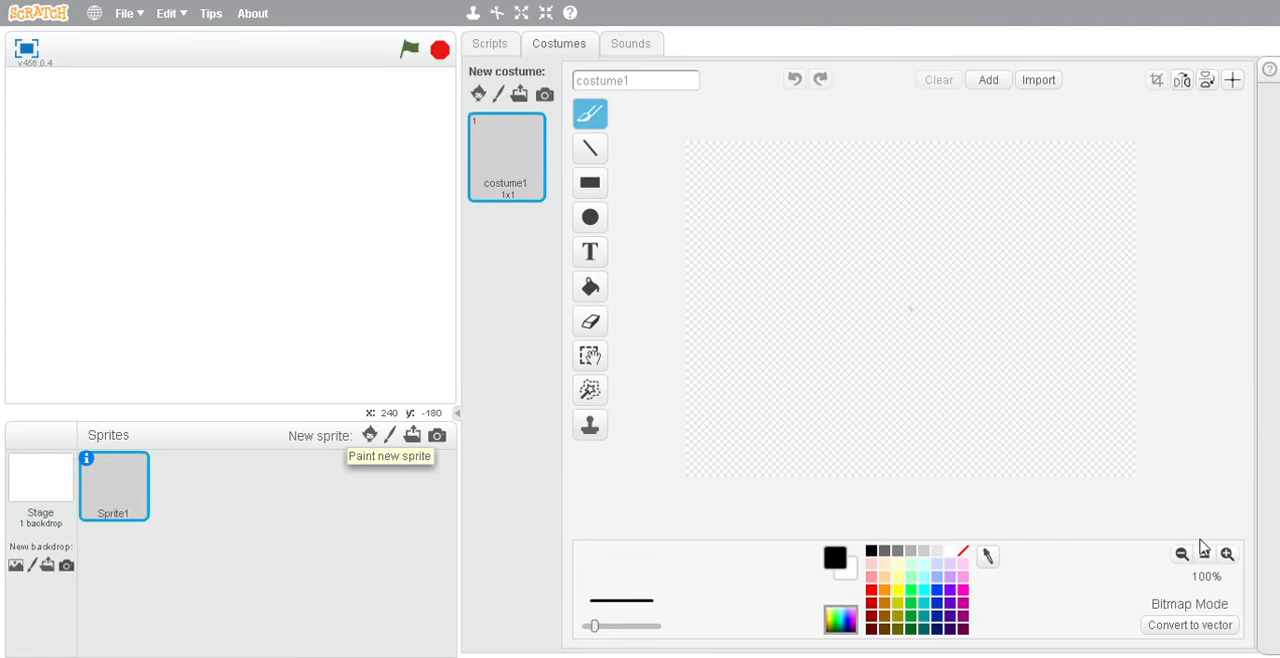 SCRATCH File Edit Tips About
v456.0.4
Scripts Costumes Sounds
New costume:
costume1
Clear Add Import
1
costume1
1x1
T
x: 240 y: -180
Sprites New sprite:
Paint new sprite
Sprite1
Stage
1 backdrop
New backdrop:
100%
Bitmap Mode
Convert to vector